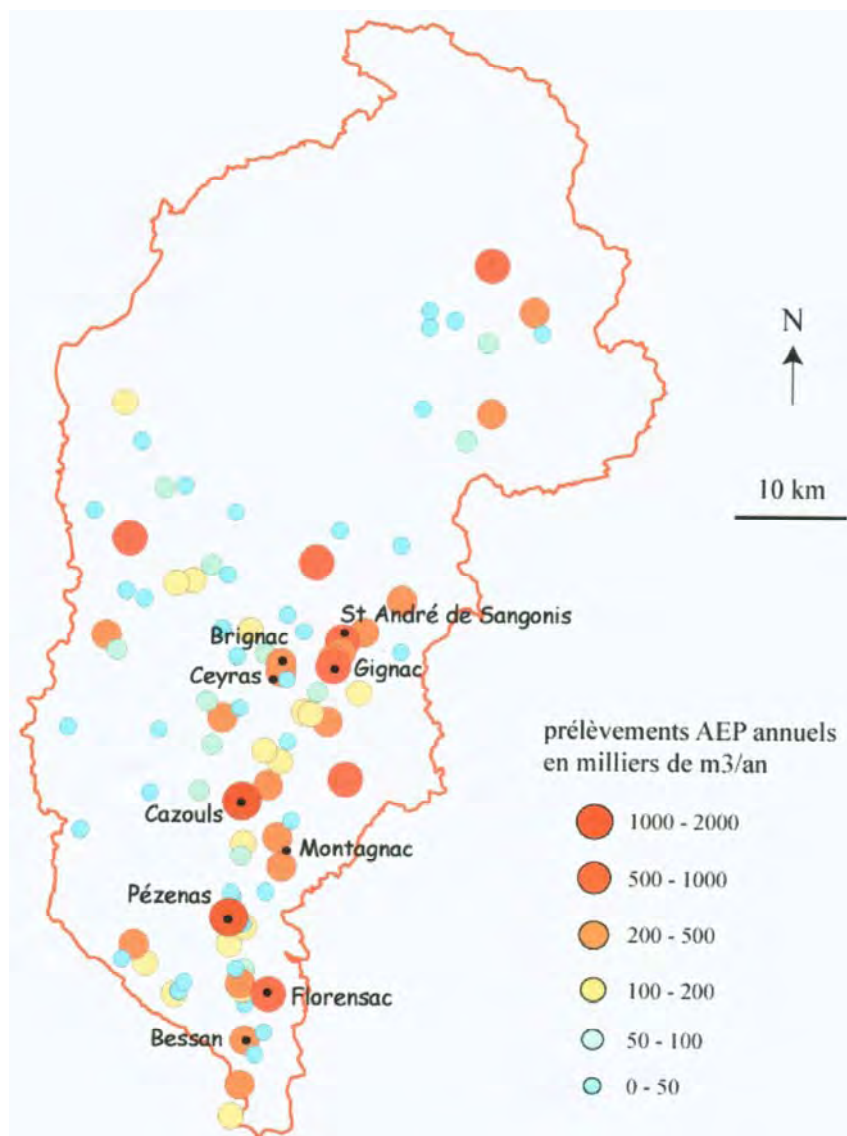 N
10 km
St André de Sangonis
Brignac
Ceyras
Gignac
prélèvements AEP annuels
en milliers de m3/an
Cazouls
1000 - 2000
Montagnac
500 - 1000
Pézenas
200 - 500
100 - 200
Florensac
Bessan
50 - 100
0 - 50